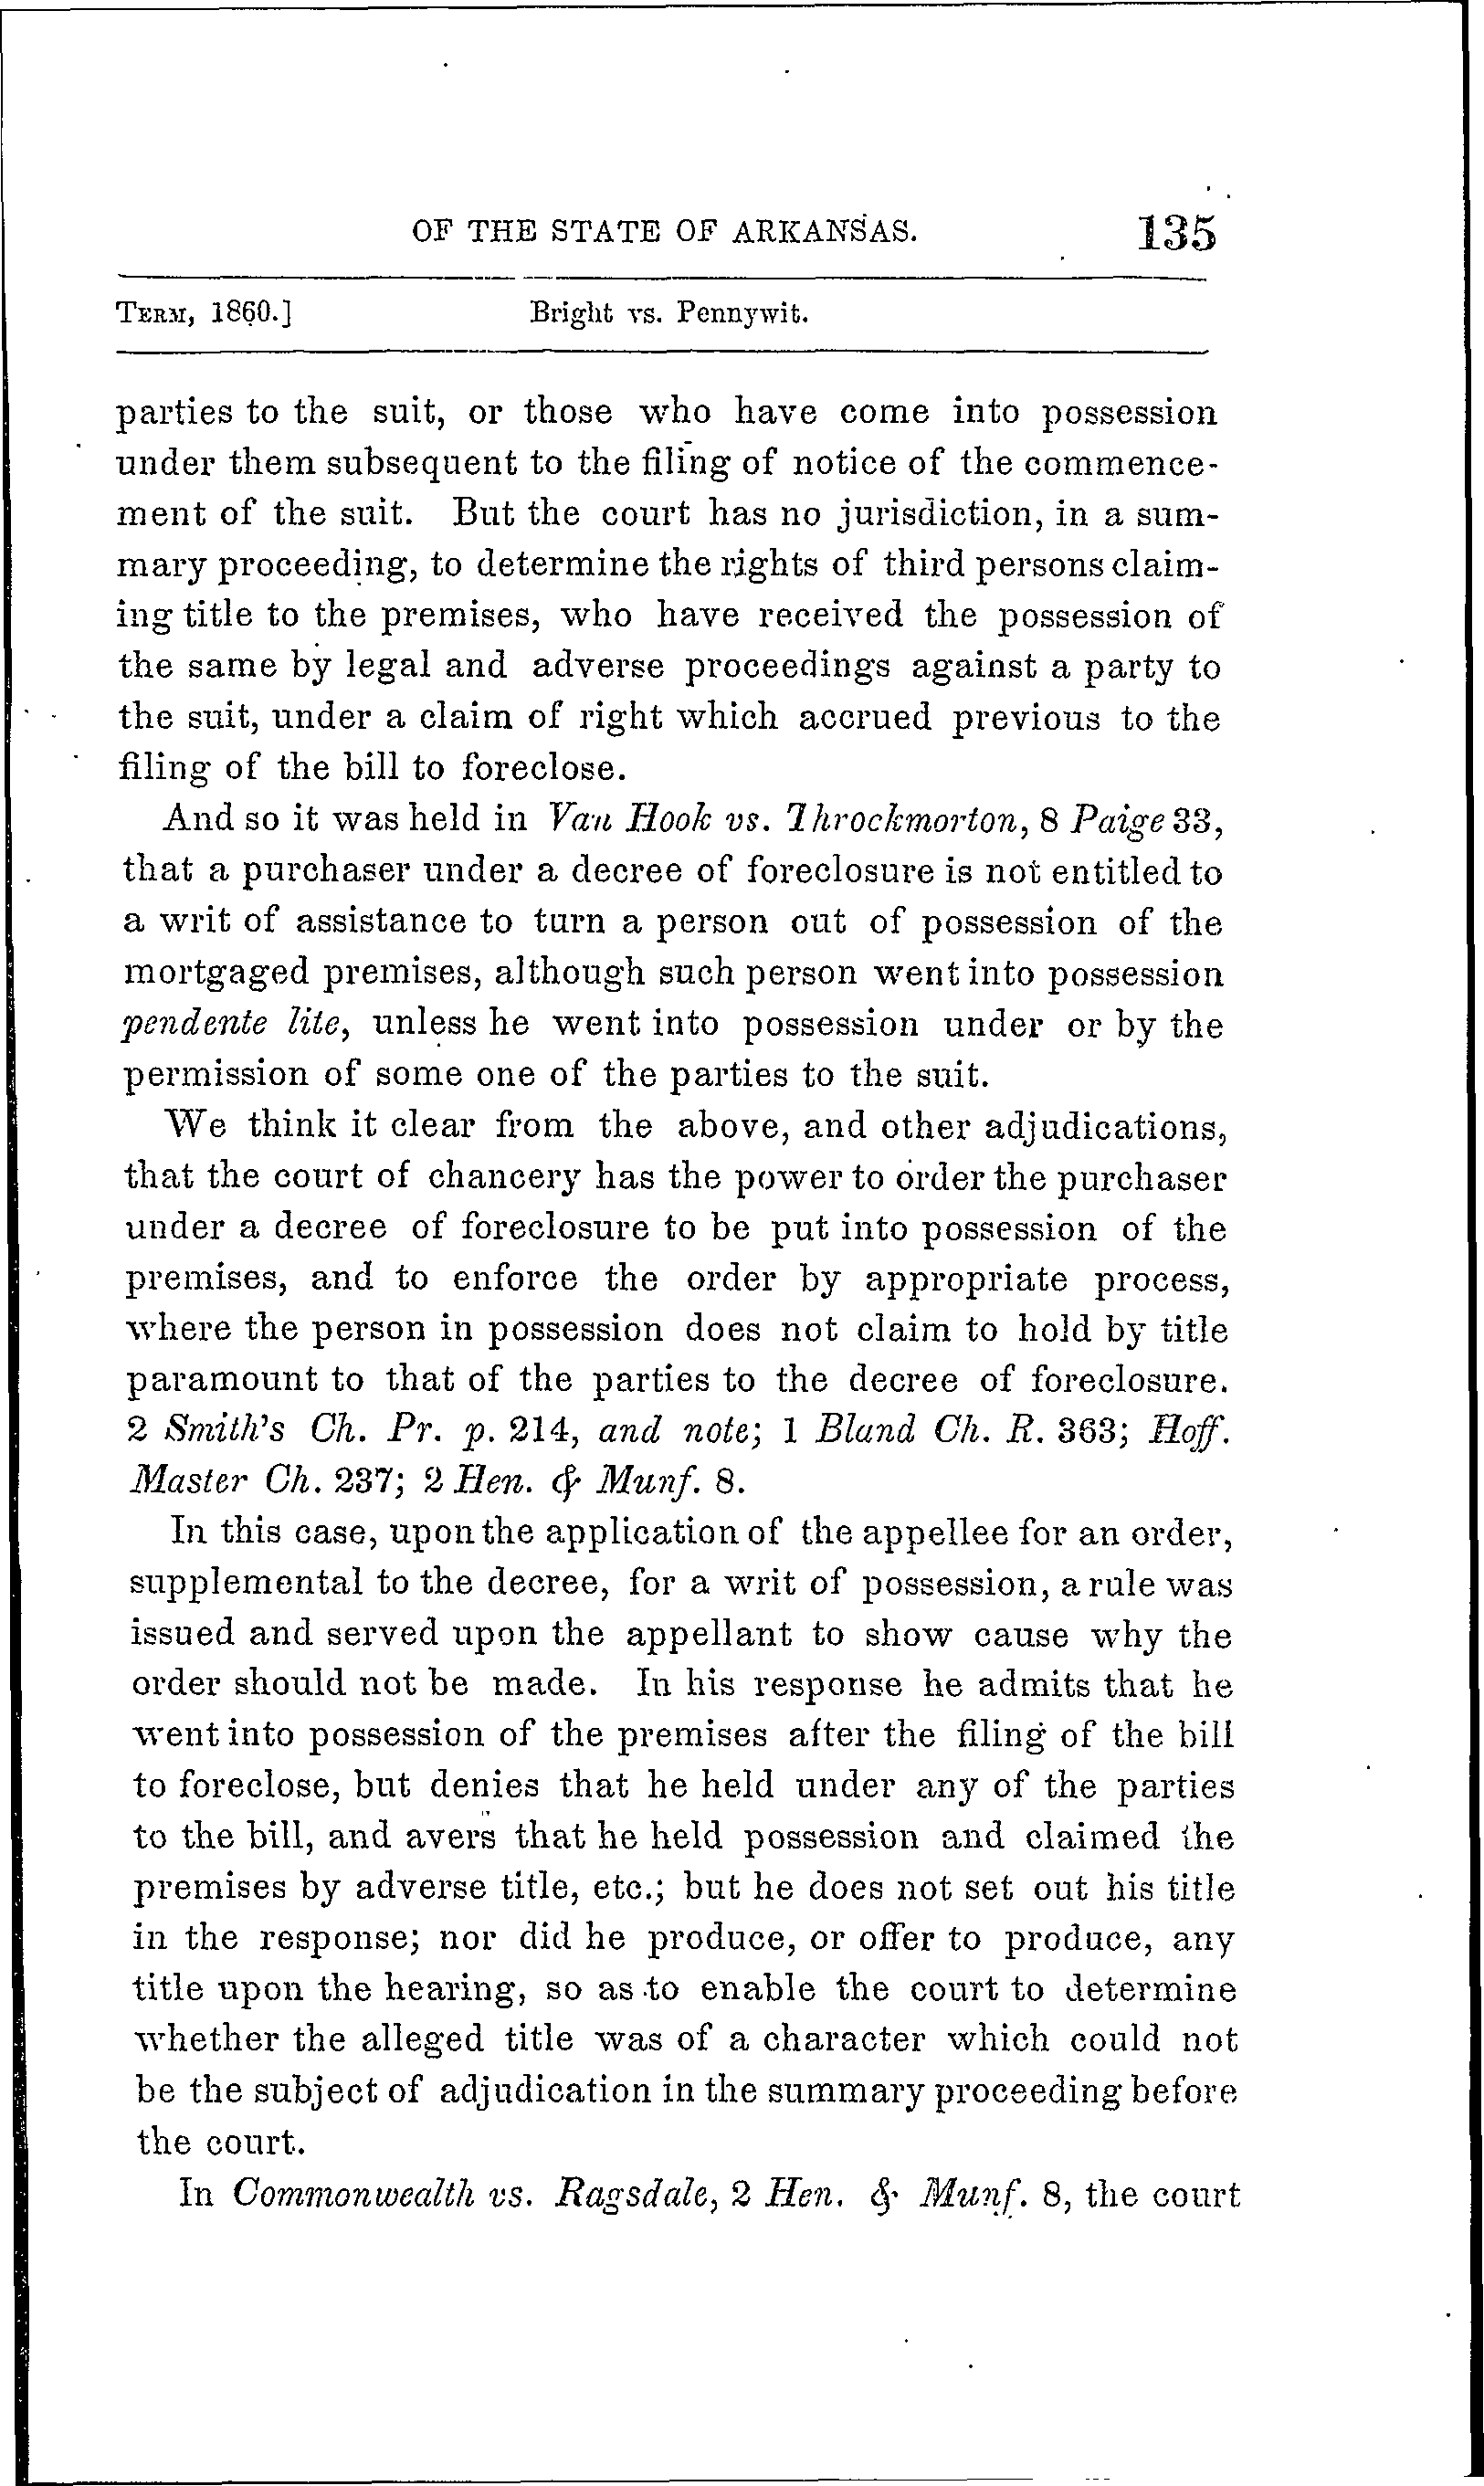 OF THE STATE OF ARKANSAS. 135
TERM, 1860.] Bright vs. Pennywit.
parties to the suit, or those who have come into possession
under them subsequent to the filing of notice of the commence-
ment of the suit. But the court has no jurisdiction, in a sum-
mary proceeding, to determine the rights of third persons claim-
ing title to the premises, who have received the possession of
the same by legal and adverse proceedings against a party to
the suit, under a claim of right which accrued previous to the
filing of the bill to foreclose.
And so it was held in Van Hook vs. Throckmorton, 8 Paige 33,
that a purchaser under a decree of foreclosure is not entitled to
a writ of assistance to turn a person out of possession of the
mortgaged premises, although such person went into possession
pendente lite, unless he went into possession under or by the
permission of some one of the parties to the suit.
We think it clear from the above, and other adjudications,
that the court of chancery has the power to order the purchaser
under a decree of foreclosure to be put into possession of the
premises, and to enforce the order by appropriate process,
where the person in possession does not claim to hold by title
paramount to that of the parties to the decree of foreclosure.
2 Smith's Ch. Pr. p. 214, and note; 1 Bland Ch. R. 363; Hoff.
Master Ch. 237; 2 Hen. & Munf. 8.
In this case, upon the application of the appellee for an order,
supplemental to the decree, for a writ of possession, a rule was
issued and served upon the appellant to show cause why the
order should not be made. In his response he admits that he
went into possession of the premises after the filing of the bill
to foreclose, but denies that he held under any of the parties
to the bill, and avers that he held possession and claimed the
premises by adverse title, etc.; but he does not set out his title
in the response; nor did he produce, or offer to produce, any
title upon the hearing, so as to enable the court to determine
whether the alleged title was of a character which could not
be the subject of adjudication in the summary proceeding before
the court.
In Commonwealth vs. Ragsdale, 2 Hen. & Munf. 8, the court